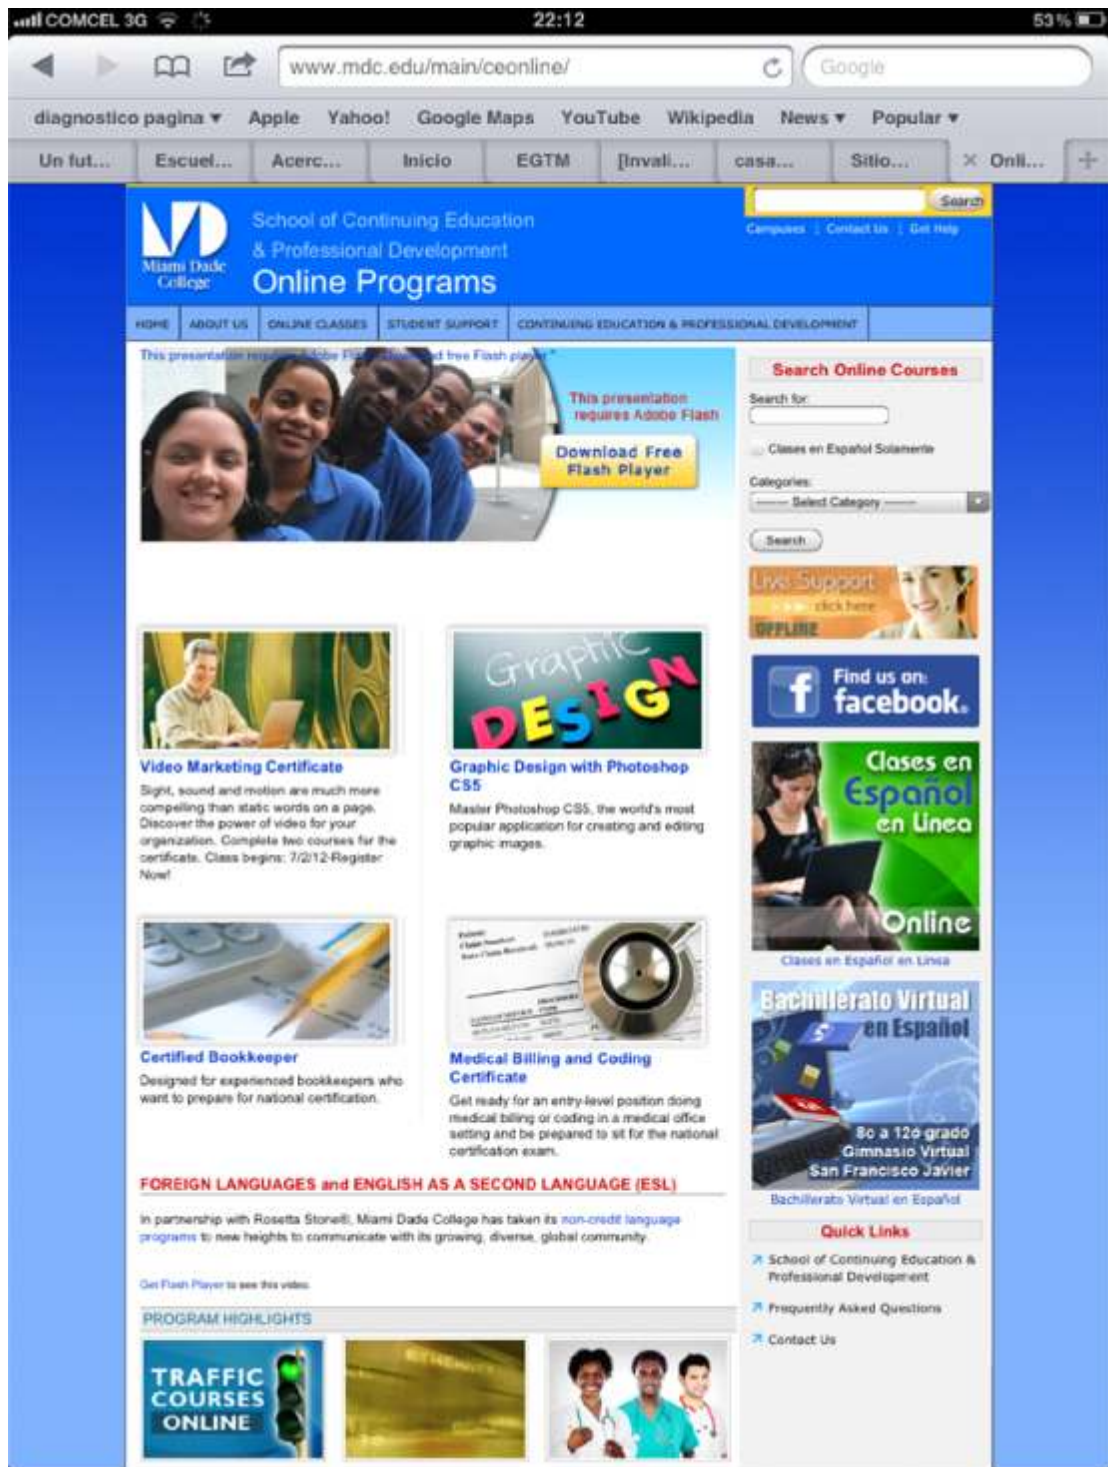 COMCEL 3G
22:12
53%
www.mdc.edu/main/ceonline/
Google
diagnostico pagina Apple Yahoo! Google Maps YouTube Wikipedia News Popular
Un fut... Escuel... Acerc... Inicio EGTM [Invali... casa... Sitio... Onli...
Search
Campuses | Contact Us | Get Help
Miami Dade
College
School of Continuing Education
& Professional Development
Online Programs
HOME ABOUT US ONLINE CLASSES STUDENT SUPPORT CONTINUING EDUCATION & PROFESSIONAL DEVELOPMENT
This presentation requires Adobe Flash. Download free Flash player.
This presentation
requires Adobe Flash
Download Free
Flash Player
Video Marketing Certificate
Sight, sound and motion are much more
compelling than static words on a page.
Discover the power of video for your
organization. Complete two courses for the
certificate. Class begins: 7/2/12-Register
Now!
Graphic
DESIGN
Graphic Design with Photoshop
CS5
Master Photoshop CS5, the world's most
popular application for creating and editing
graphic images.
Certified Bookkeeper
Designed for experienced bookkeepers who
want to prepare for national certification.
Medical Billing and Coding
Certificate
Get ready for an entry-level position doing
medical billing or coding in a medical office
setting and be prepared to sit for the national
certification exam.
FOREIGN LANGUAGES and ENGLISH AS A SECOND LANGUAGE (ESL)
In partnership with Rosetta Stone®, Miami Dade College has taken its non-credit language
programs to new heights to communicate with its growing, diverse, global community.
Get Flash Player to see this video.
PROGRAM HIGHLIGHTS
TRAFFIC
COURSES
ONLINE
Search Online Courses
Search for:
Clases en Español Solamente
Categories:
-------- Select Category --------
Search
Live Support
click here
OFFLINE
Find us on:
facebook.
Clases en
Español
en Linea
Online
Clases en Español en Linea
Bachillerato Virtual
en Español
8o a 12o grado
Gimnasio Virtual
San Francisco Javier
Bachillerato Virtual en Español
Quick Links
School of Continuing Education &
Professional Development
Frequently Asked Questions
Contact Us